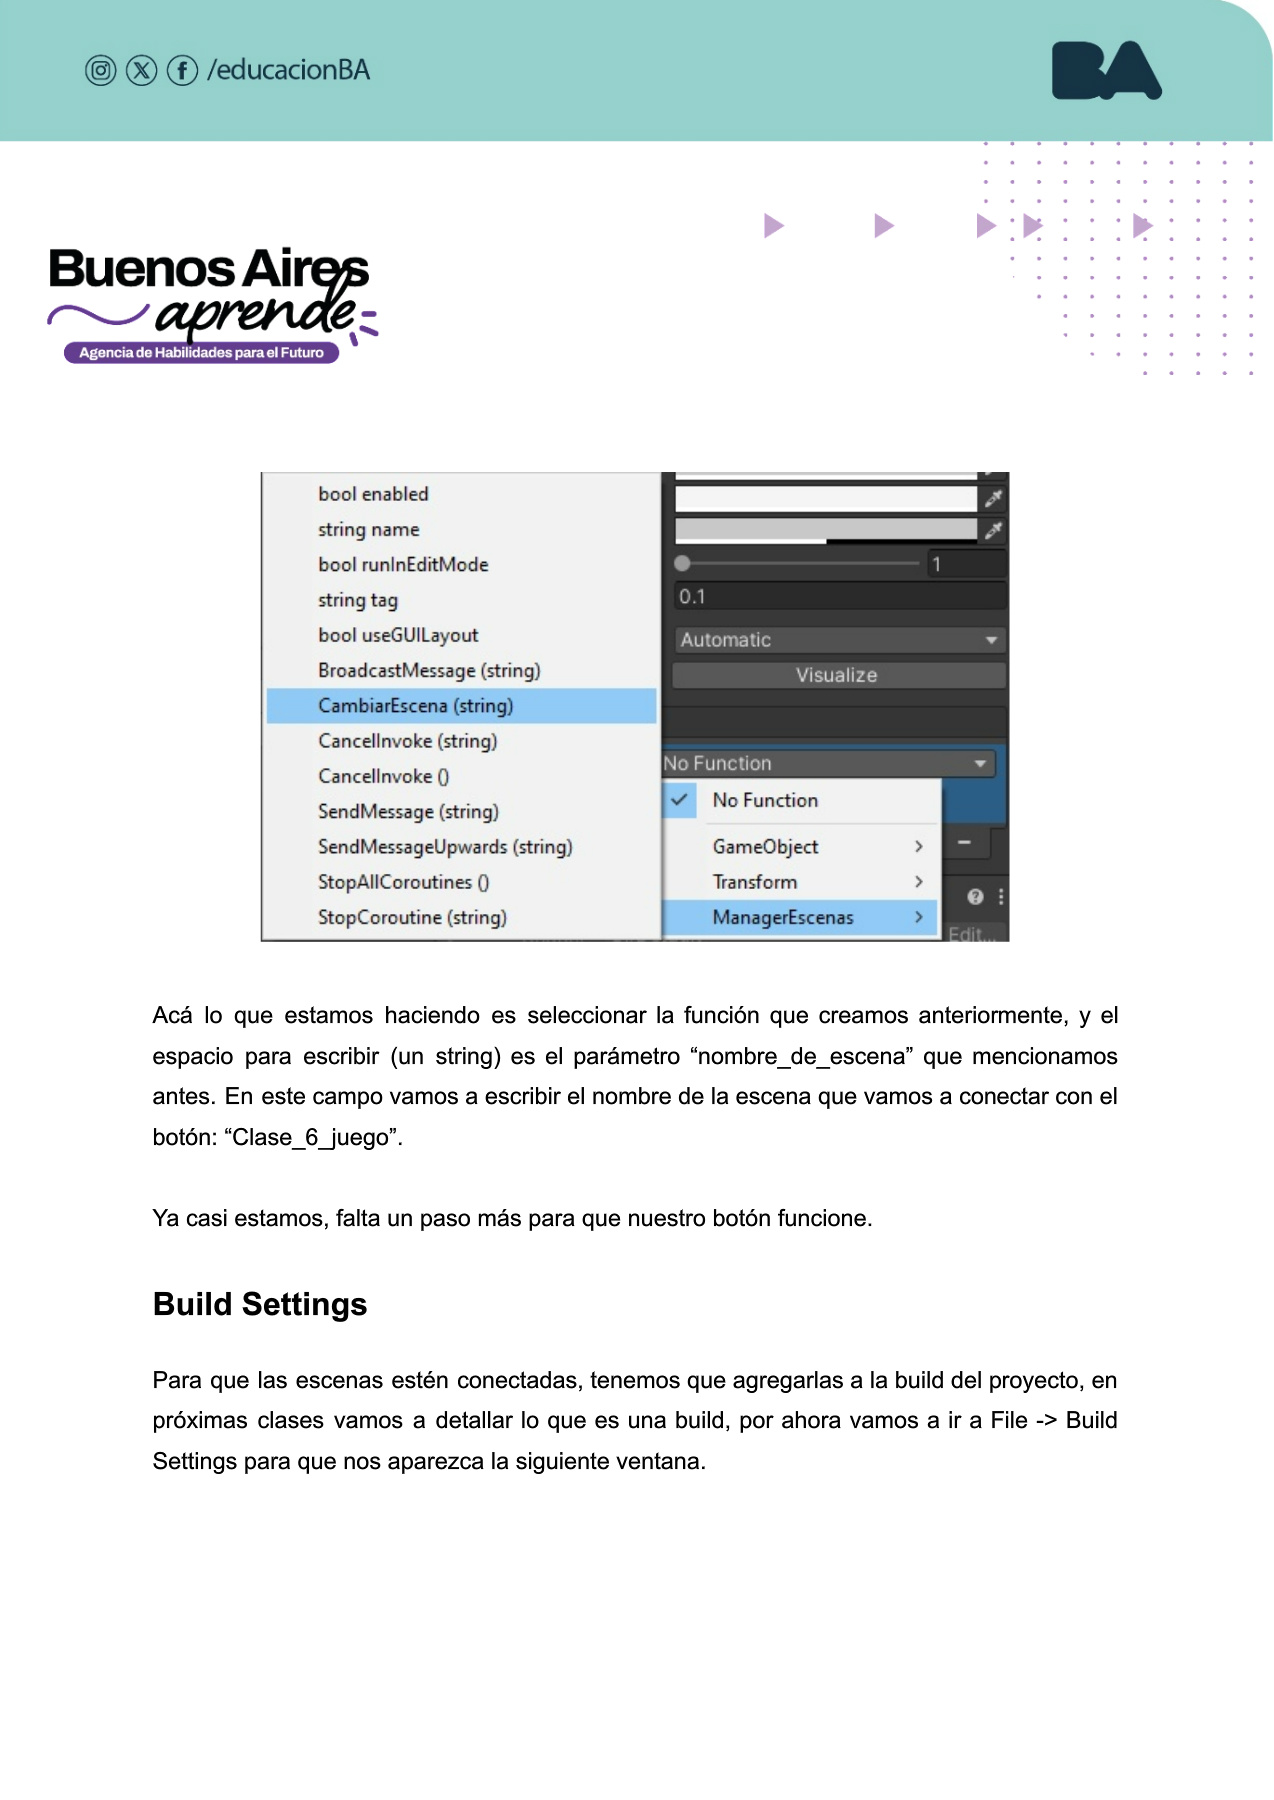 /educacionBA
BA
Buenos Aires
aprende
Agencia de Habilidades para el Futuro
bool enabled
string name
bool runInEditMode
1
string tag
0.1
bool useGUILayout
Automatic
BroadcastMessage (string)
Visualize
CambiarEscena (string)
CancelInvoke (string)
No Function
CancelInvoke ()
No Function
SendMessage (string)
SendMessageUpwards (string)
GameObject
StopAllCoroutines ()
Transform
StopCoroutine (string)
ManagerEscenas
Edit...
Acá lo que estamos haciendo es seleccionar la función que creamos anteriormente, y el
espacio para escribir (un string) es el parámetro “nombre_de_escena” que mencionamos
antes. En este campo vamos a escribir el nombre de la escena que vamos a conectar con el
botón: “Clase_6_juego”.
Ya casi estamos, falta un paso más para que nuestro botón funcione.
Build Settings
Para que las escenas estén conectadas, tenemos que agregarlas a la build del proyecto, en
próximas clases vamos a detallar lo que es una build, por ahora vamos a ir a File -> Build
Settings para que nos aparezca la siguiente ventana.